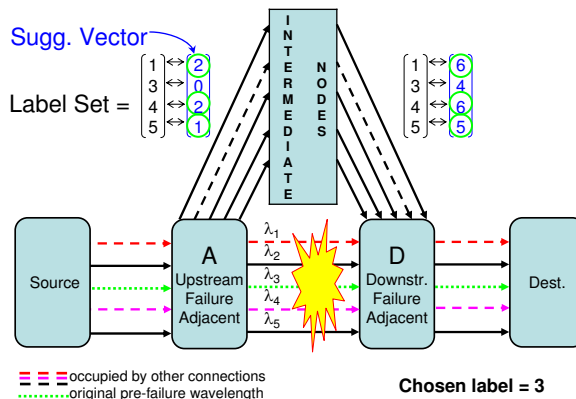 Sugg. Vector
Label Set =
1 ↔ 2
3 ↔ 0
4 ↔ 2
5 ↔ 1
INTERMEDIATE
NODES
1 ↔ 6
3 ↔ 4
4 ↔ 6
5 ↔ 5
Source
A
Upstream
Failure
Adjacent
λ1
λ2
λ3
λ4
λ5
D
Downstr.
Failure
Adjacent
Dest.
occupied by other connections
original pre-failure wavelength
Chosen label = 3